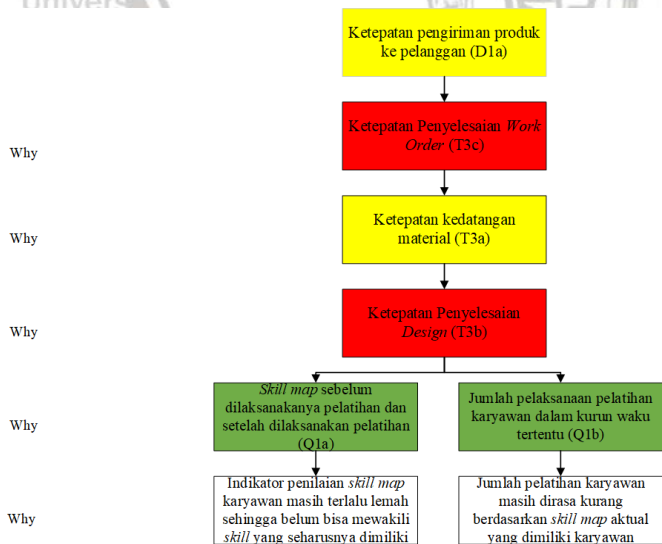 Univers
Ketepatan pengiriman produk
ke pelanggan (D1a)
Why
Ketepatan Penyelesaian Work
Order (T3c)
Why
Ketepatan kedatangan
material (T3a)
Why
Ketepatan Penyelesaian
Design (T3b)
Why
Skill map sebelum
dilaksanakanya pelatihan dan
setelah dilaksanakan pelatihan
(Q1a)
Jumlah pelaksanaan pelatihan
karyawan dalam kurun waku
tertentu (Q1b)
Why
Indikator penilaian skill map
karyawan masih terlalu lemah
sehingga belum bisa mewakili
skill yang seharusnya dimiliki
Jumlah pelatihan karyawan
masih dirasa kurang
berdasarkan skill map aktual
yang dimiliki karyawan